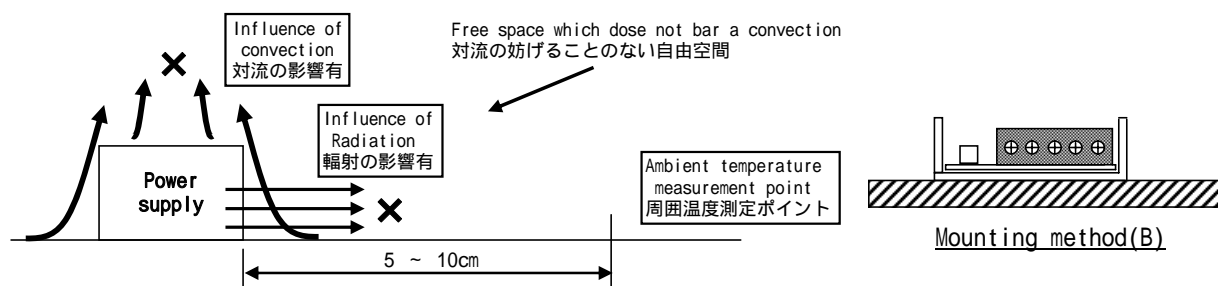 Influence of
convection
対流の影響有
Free space which dose not bar a convection
対流の妨げることのない自由空間
Influence of
Radiation
輻射の影響有
Power
supply
Ambient temperature
measurement point
周囲温度測定ポイント
5 ~ 10cm
Mounting method(B)